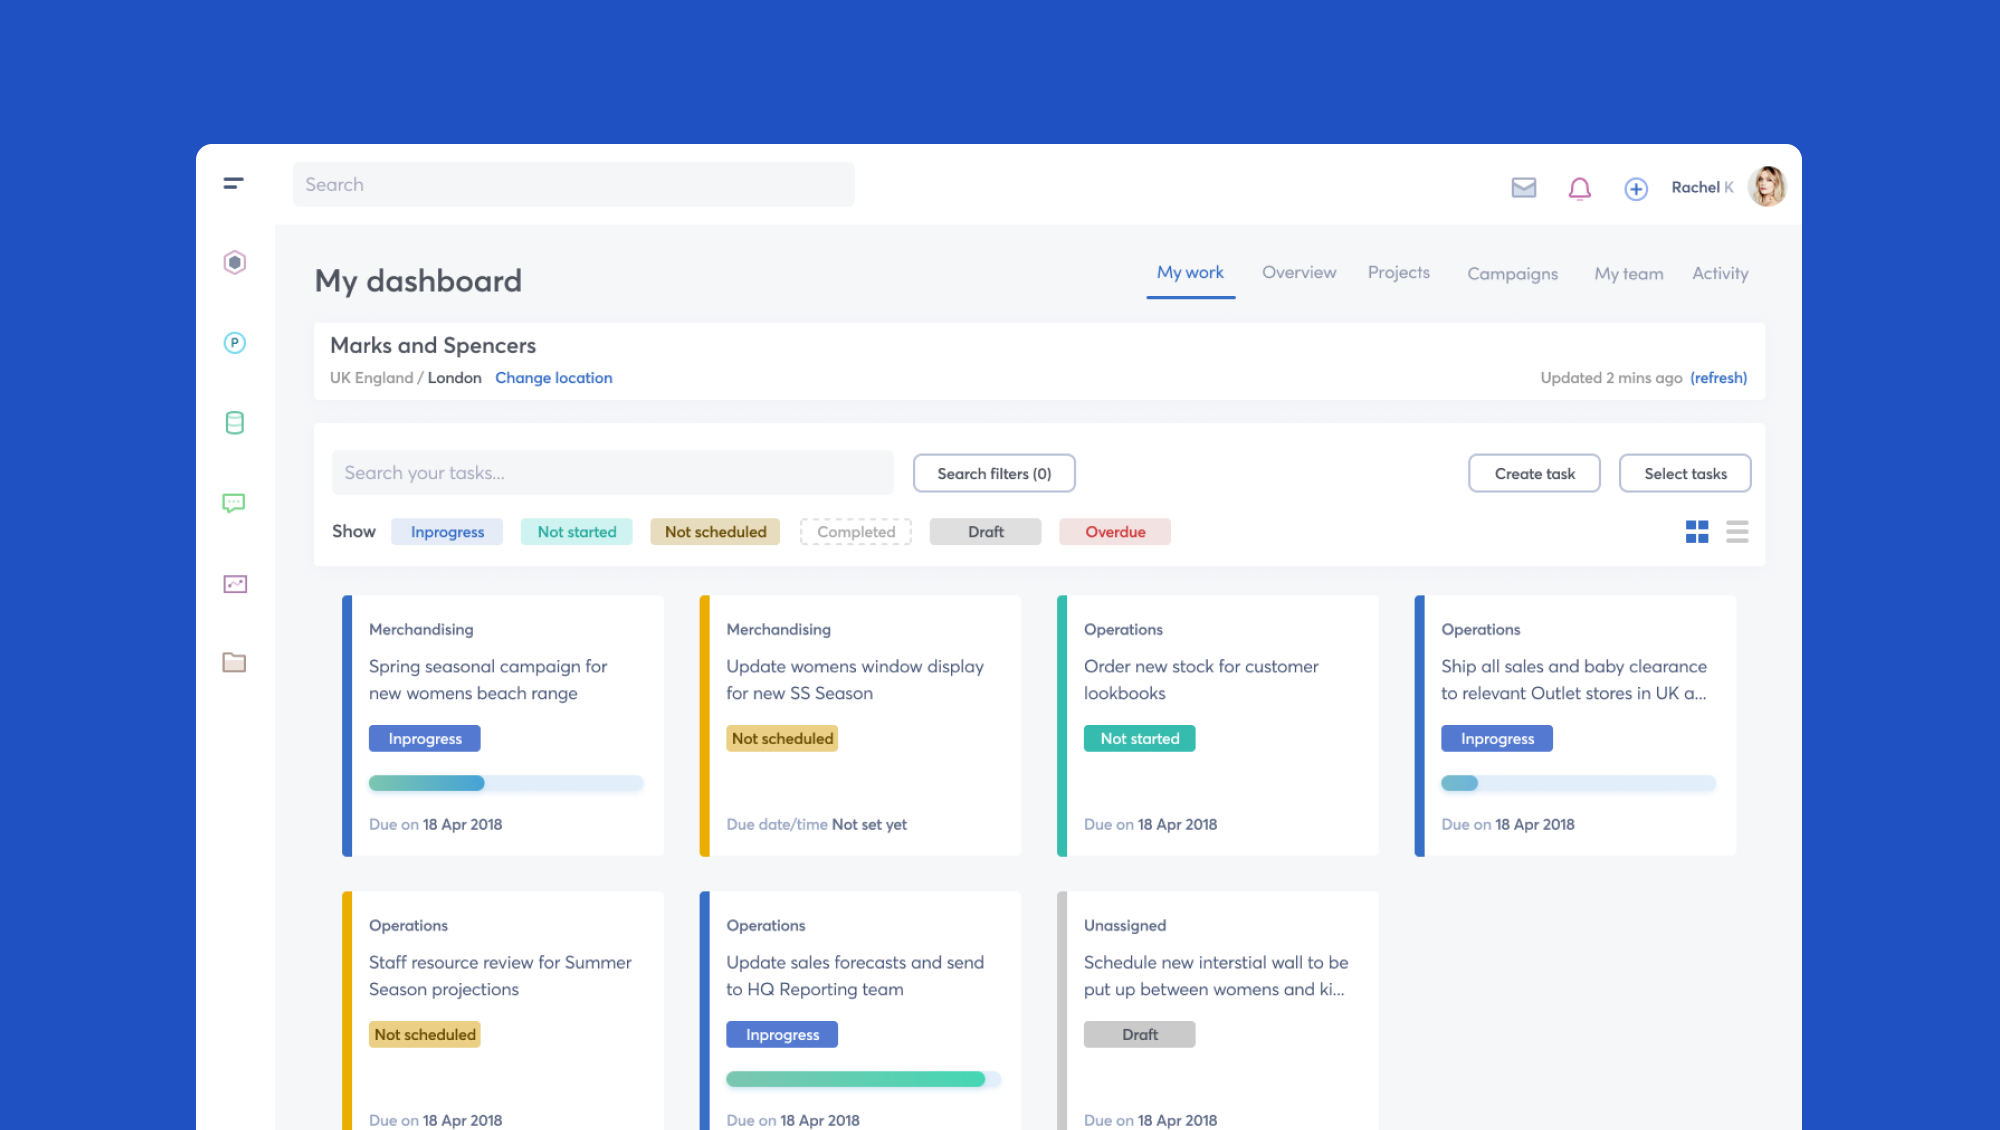 Search
Rachel K
My dashboard
My work
Overview
Projects
Campaigns
My team
Activity
Marks and Spencers
UK England / London Change location
Updated 2 mins ago (refresh)
Search your tasks...
Search filters (0)
Create task
Select tasks
Show
Inprogress
Not started
Not scheduled
Completed
Draft
Overdue
P
Merchandising
Spring seasonal campaign for
new womens beach range
Inprogress
Due on 18 Apr 2018
Merchandising
Update womens window display
for new SS Season
Not scheduled
Due date/time Not set yet
Operations
Order new stock for customer
lookbooks
Not started
Due on 18 Apr 2018
Operations
Ship all sales and baby clearance
to relevant Outlet stores in UK a...
Inprogress
Due on 18 Apr 2018
Operations
Staff resource review for Summer
Season projections
Not scheduled
Due on 18 Apr 2018
Operations
Update sales forecasts and send
to HQ Reporting team
Inprogress
Due on 18 Apr 2018
Unassigned
Schedule new interstial wall to be
put up between womens and ki...
Draft
Due on 18 Apr 2018